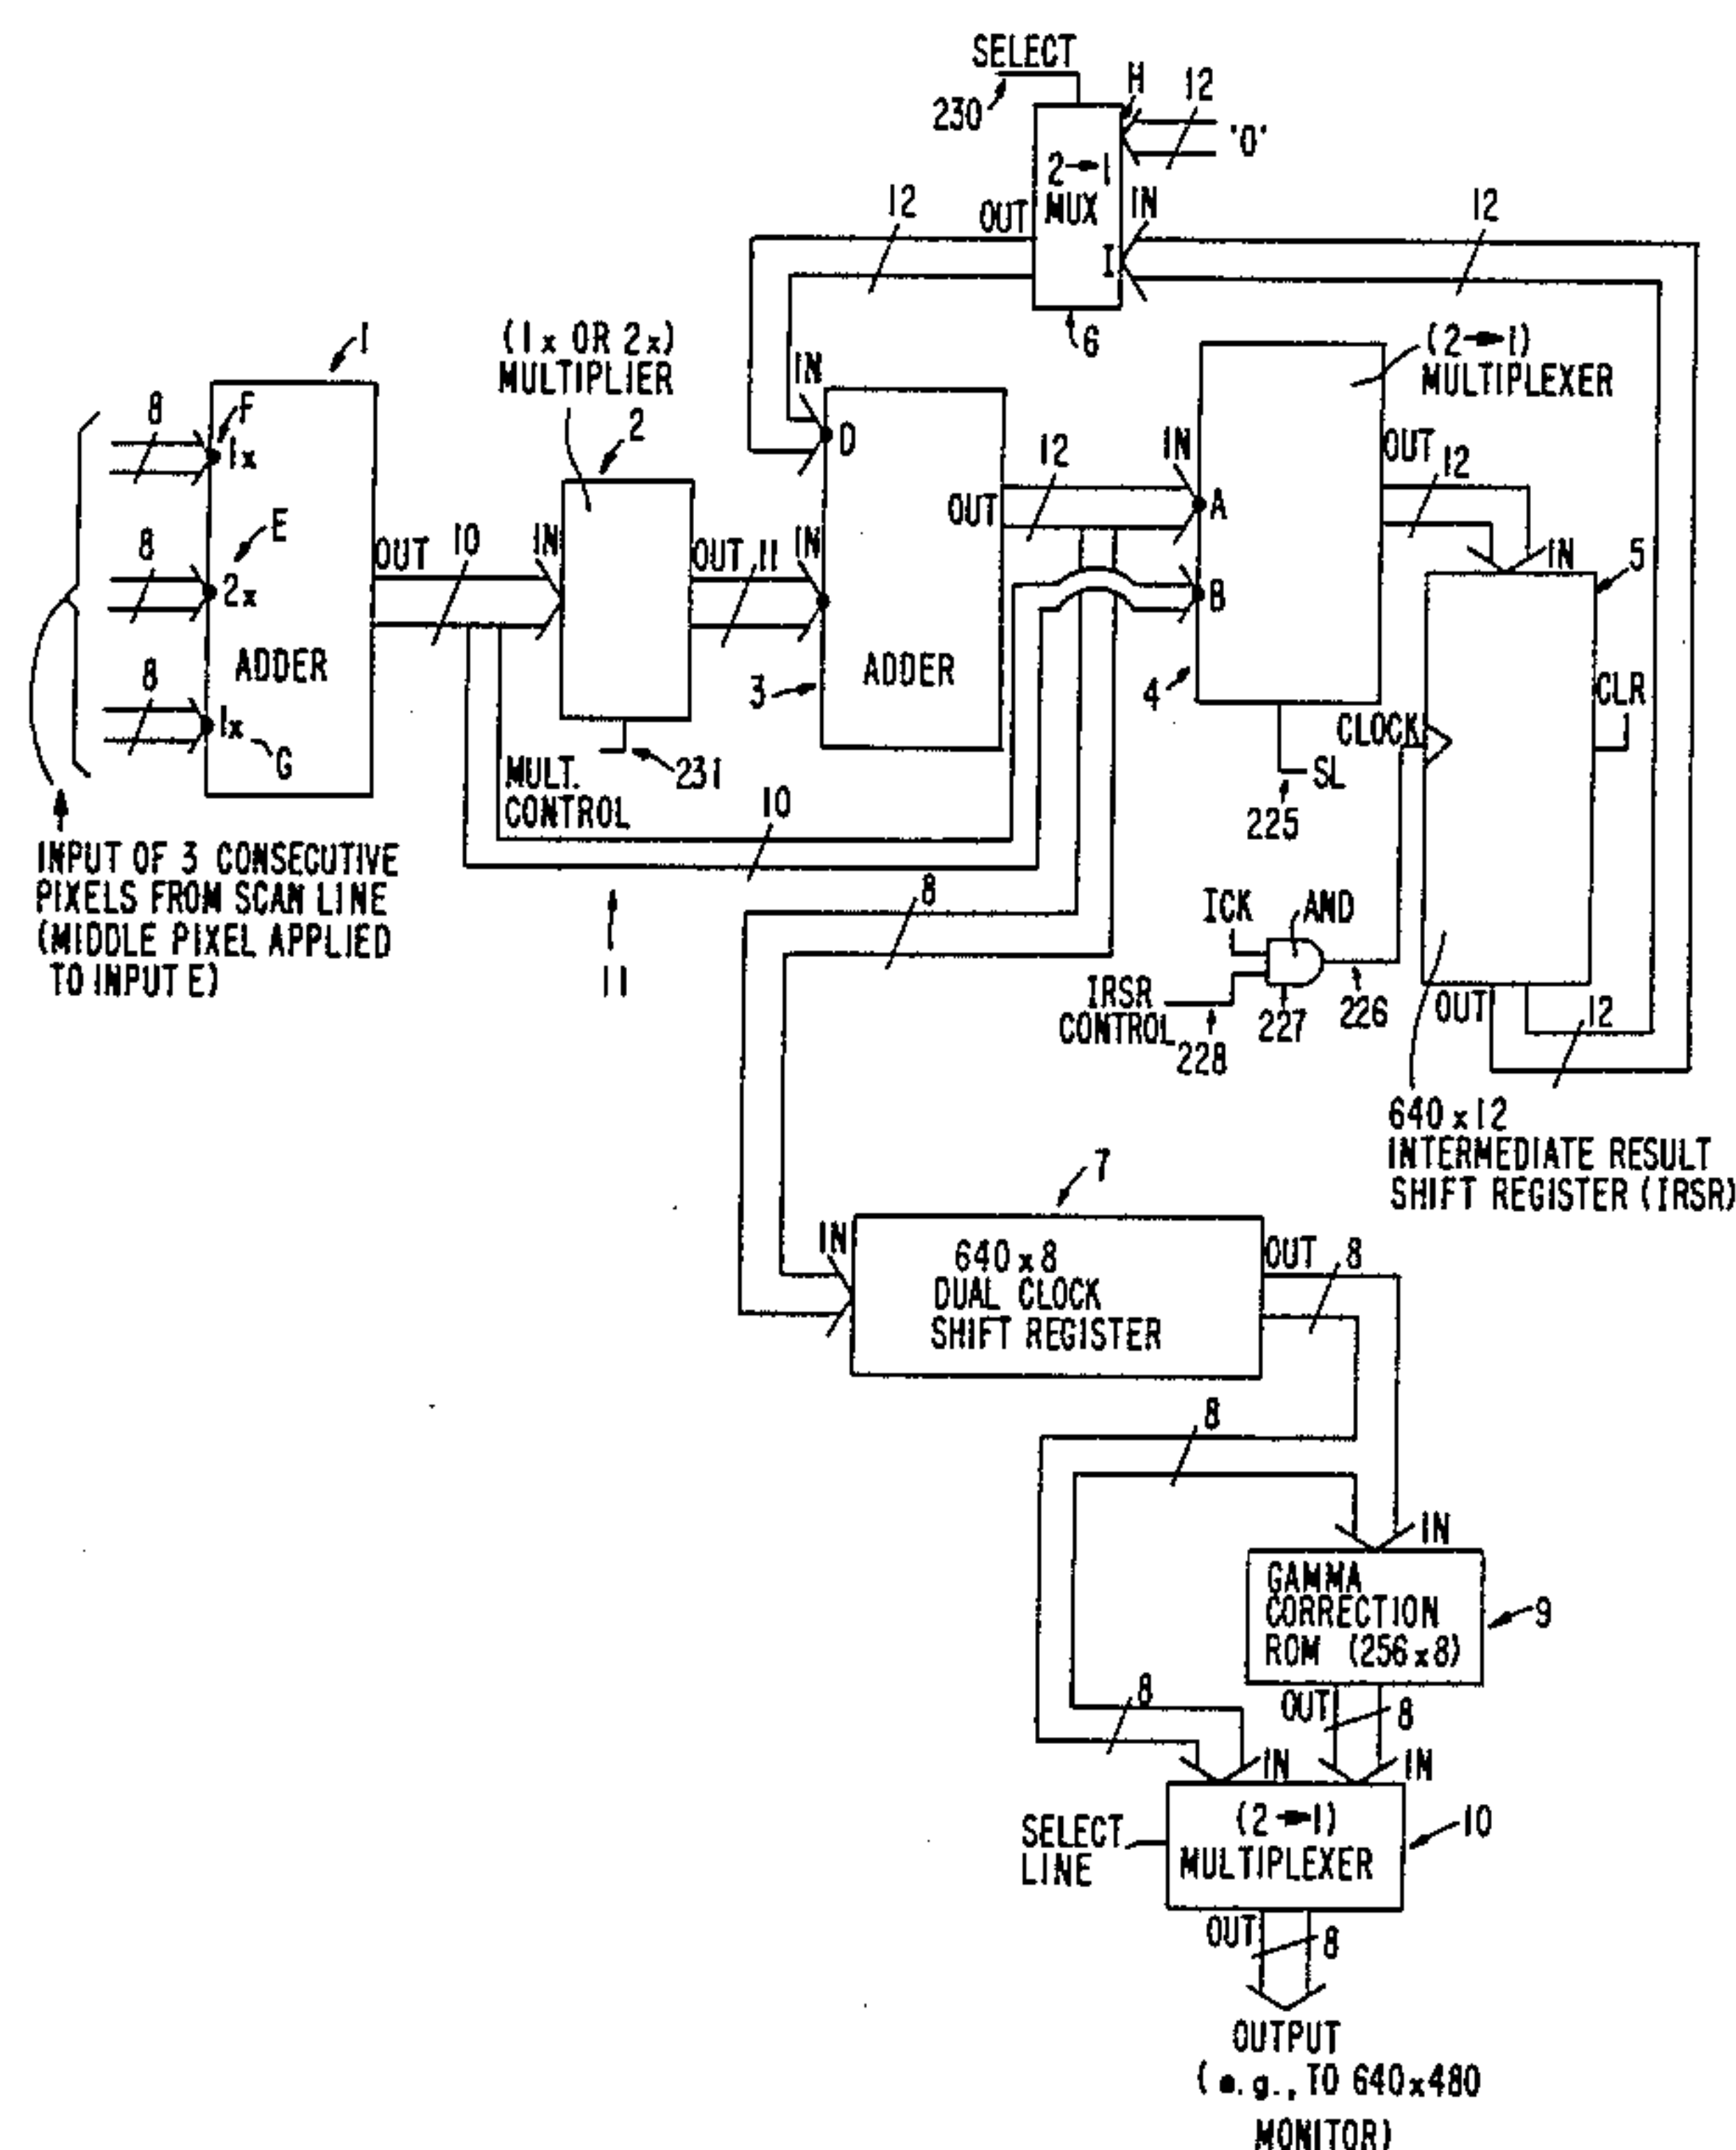 SELECT
230
H
12
'0'
2→1
MUX
OUT
12
IN
I
12
6
1
(1x OR 2x)
MULTIPLIER
2
(2→1)
MULTIPLEXER
8
F
1x
IN
D
12
IN
A
OUT
12
8
E
2x
OUT
10
IN
OUT
11
IN
OUT
B
IN
5
ADDER
8
1x
G
3
ADDER
4
CLR
CLOCK
MULT.
CONTROL
231
SL
225
10
INPUT OF 3 CONSECUTIVE
PIXELS FROM SCAN LINE
(MIDDLE PIXEL APPLIED
TO INPUT E)
11
8
ICK
AND
IRSR
CONTROL
228
227
226
OUT
12
640x12
INTERMEDIATE RESULT
SHIFT REGISTER (IRSR)
7
IN
640x8
DUAL CLOCK
SHIFT REGISTER
OUT
8
8
IN
GAMMA
CORRECTION
ROM (256x8)
9
8
OUT
8
IN
IN
SELECT
LINE
(2→1)
MULTIPLEXER
10
OUT
8
OUTPUT
(e.g., TO 640x480
MONITOR)